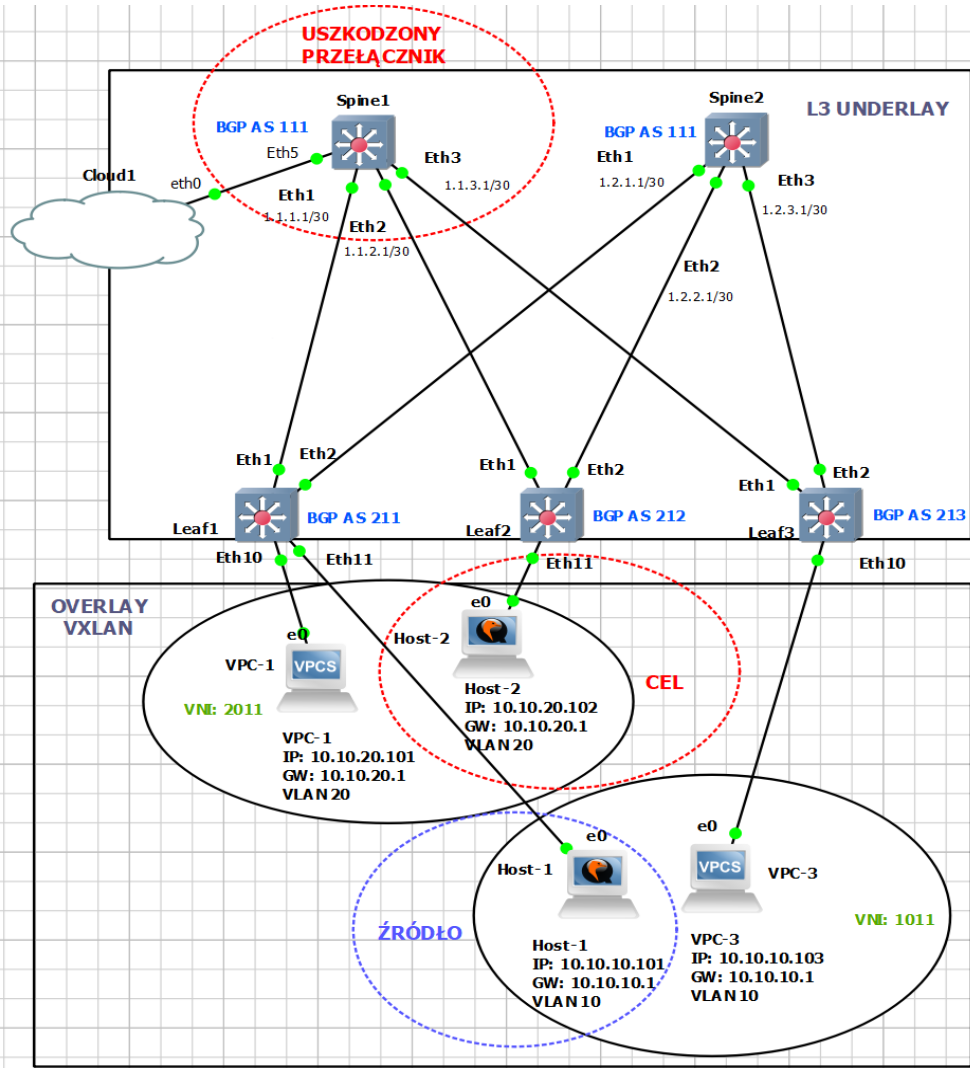 USZKODZONY
PRZEŁĄCZNIK
Spine1
BGP AS 111
Eth5
Eth3
1.1.3.1/30
Cloud1
eth0
Eth1
1.1.1.1/30
Eth2
1.1.2.1/30
L3 UNDERLAY
Spine2
BGP AS 111
Eth1
1.2.1.1/30
Eth3
1.2.3.1/30
Eth2
1.2.2.1/30
Eth1
Eth2
Leaf1
BGP AS 211
Eth10
Eth11
Eth1
Eth2
Leaf2
BGP AS 212
Eth11
Eth1
Eth2
Leaf3
BGP AS 213
Eth10
OVERLAY
VXLAN
e0
VPC-1
VPCS
VNI: 2011
VPC-1
IP: 10.10.20.101
GW: 10.10.20.1
VLAN 20
e0
Host-2
CEL
Host-2
IP: 10.10.20.102
GW: 10.10.20.1
VLAN 20
e0
Host-1
ŹRÓDŁO
Host-1
IP: 10.10.10.101
GW: 10.10.10.1
VLAN 10
e0
VPCS
VPC-3
VNI: 1011
VPC-3
IP: 10.10.10.103
GW: 10.10.10.1
VLAN 10